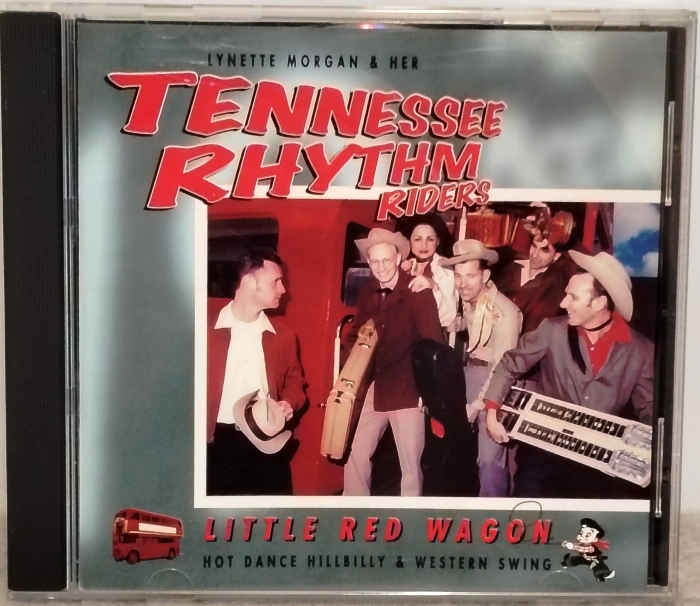 LYNETTE MORGAN & HER
TENNESSEE
RHYTHM
RIDERS
LITTLE RED WAGON
HOT DANCE HILLBILLY & WESTERN SWING